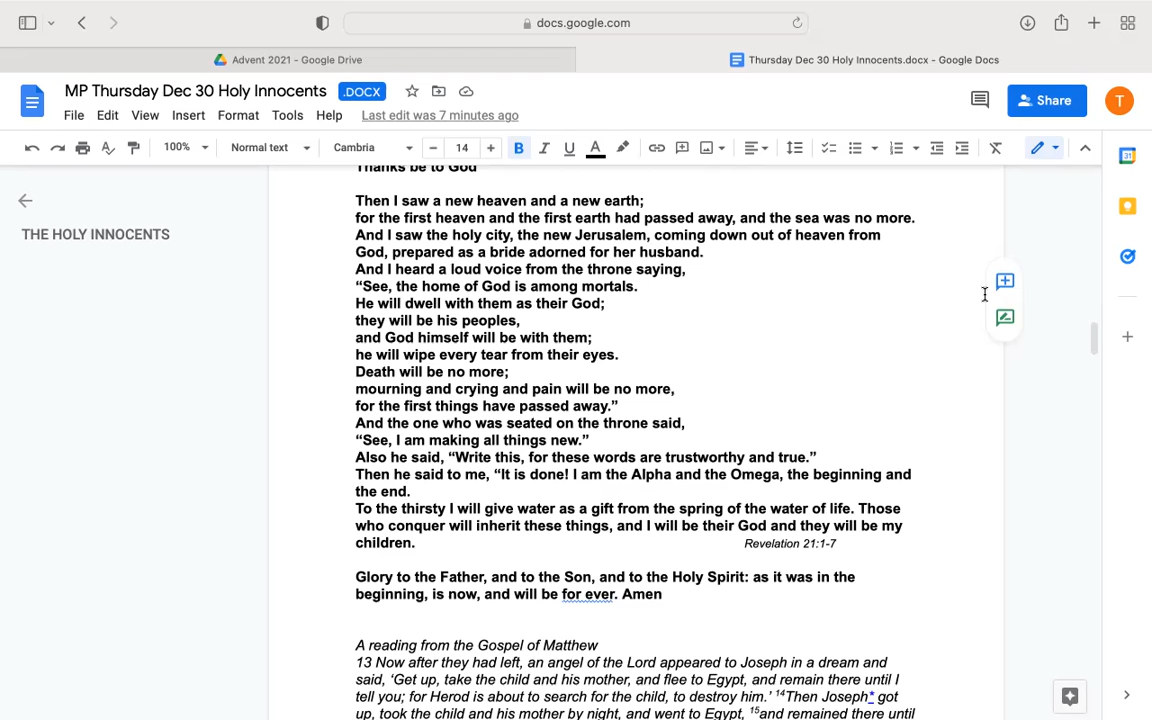 docs.google.com
Advent 2021 - Google Drive
Thursday Dec 30 Holy Innocents.docx - Google Docs
MP Thursday Dec 30 Holy Innocents .DOCX
Share
T
File Edit View Insert Format Tools Help Last edit was 7 minutes ago
100% Normal text Cambria − 14 + B I U A
31
THE HOLY INNOCENTS
Thanks be to God
Then I saw a new heaven and a new earth;
for the first heaven and the first earth had passed away, and the sea was no more.
And I saw the holy city, the new Jerusalem, coming down out of heaven from
God, prepared as a bride adorned for her husband.
And I heard a loud voice from the throne saying,
“See, the home of God is among mortals.
He will dwell with them as their God;
they will be his peoples,
and God himself will be with them;
he will wipe every tear from their eyes.
Death will be no more;
mourning and crying and pain will be no more,
for the first things have passed away.”
And the one who was seated on the throne said,
“See, I am making all things new.”
Also he said, “Write this, for these words are trustworthy and true.”
Then he said to me, “It is done! I am the Alpha and the Omega, the beginning and
the end.
To the thirsty I will give water as a gift from the spring of the water of life. Those
who conquer will inherit these things, and I will be their God and they will be my
children. Revelation 21:1-7
Glory to the Father, and to the Son, and to the Holy Spirit: as it was in the
beginning, is now, and will be for ever. Amen
A reading from the Gospel of Matthew
13 Now after they had left, an angel of the Lord appeared to Joseph in a dream and
said, ‘Get up, take the child and his mother, and flee to Egypt, and remain there until I
tell you; for Herod is about to search for the child, to destroy him.’ 14Then Joseph* got
up, took the child and his mother by night, and went to Egypt, 15and remained there until